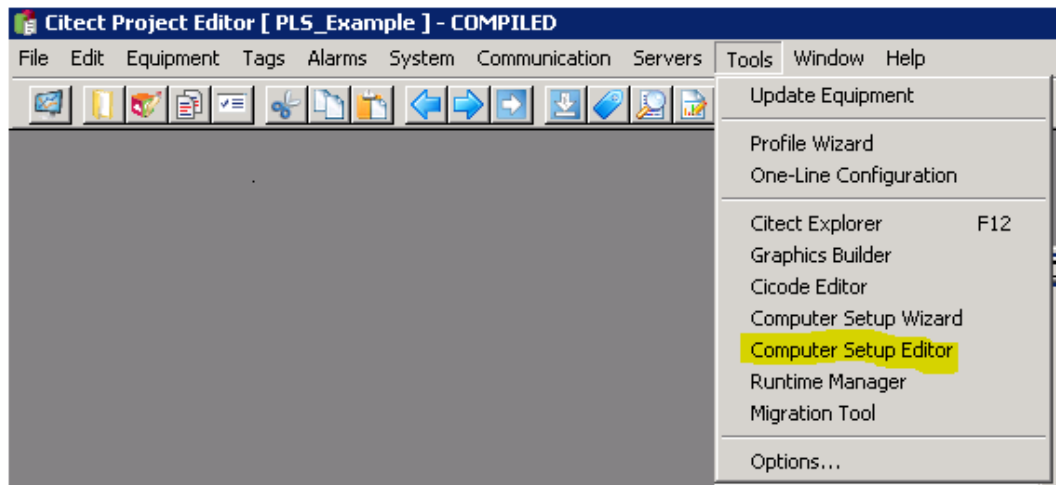 Citect Project Editor [ PLS_Example ] - COMPILED
File Edit Equipment Tags Alarms System Communication Servers Tools Window Help
Update Equipment
Profile Wizard
One-Line Configuration
Citect Explorer F12
Graphics Builder
Cicode Editor
Computer Setup Wizard
Computer Setup Editor
Runtime Manager
Migration Tool
Options...